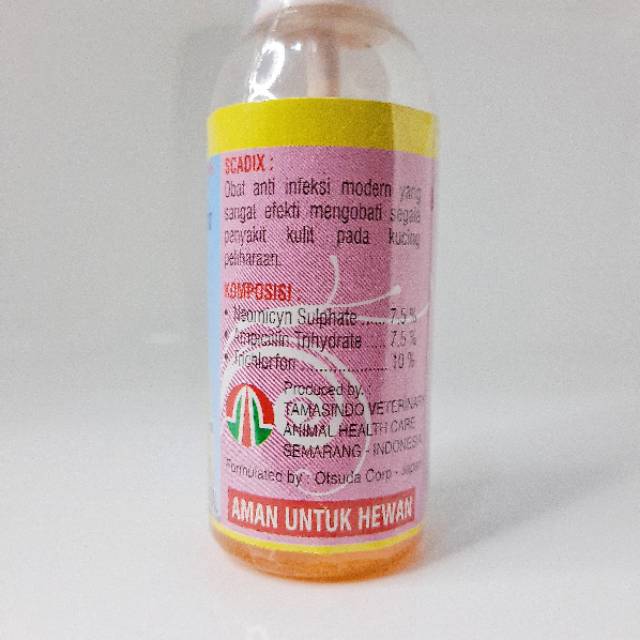 SCADIX :
Obat anti infeksi modern yang
sangat efekti mengobati segala
penyakit kulit pada kucing
peliharaan.
KOMPOSISI :
• Neomicyn Sulphate ...... 7,5 %
• Ampicillin Trihydrate ..... 7,5 %
• Trichlorfon ..................... 10 %
Produced by :
TAMASINDO VETERINARY
ANIMAL HEALTH CARE
SEMARANG - INDONESIA
Formulated by : Otsuda Corp - Japan
AMAN UNTUK HEWAN